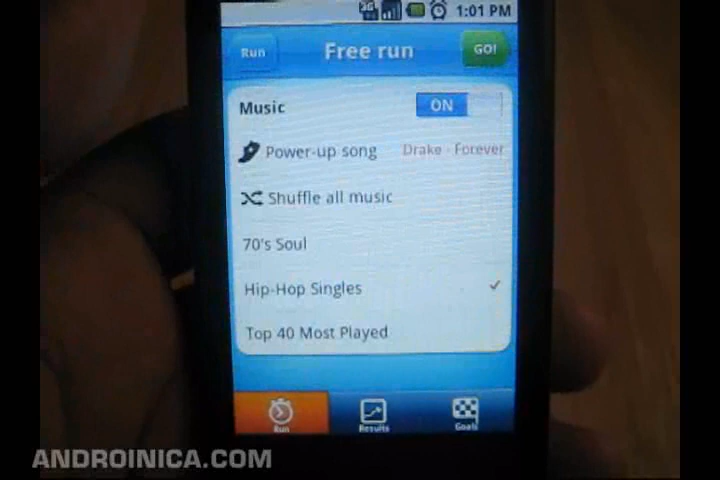 3G 1:01 PM
Run Free run GO!
Music ON
Power-up song Drake - Forever
Shuffle all music
70's Soul
Hip-Hop Singles
Top 40 Most Played
Run Results Goals
ANDROINICA.COM